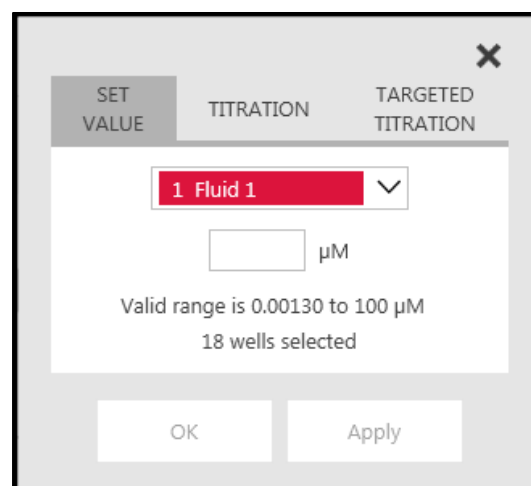 SET
VALUE
TITRATION
TARGETED
TITRATION
1 Fluid 1
µM
Valid range is 0.00130 to 100 µM
18 wells selected
OK
Apply